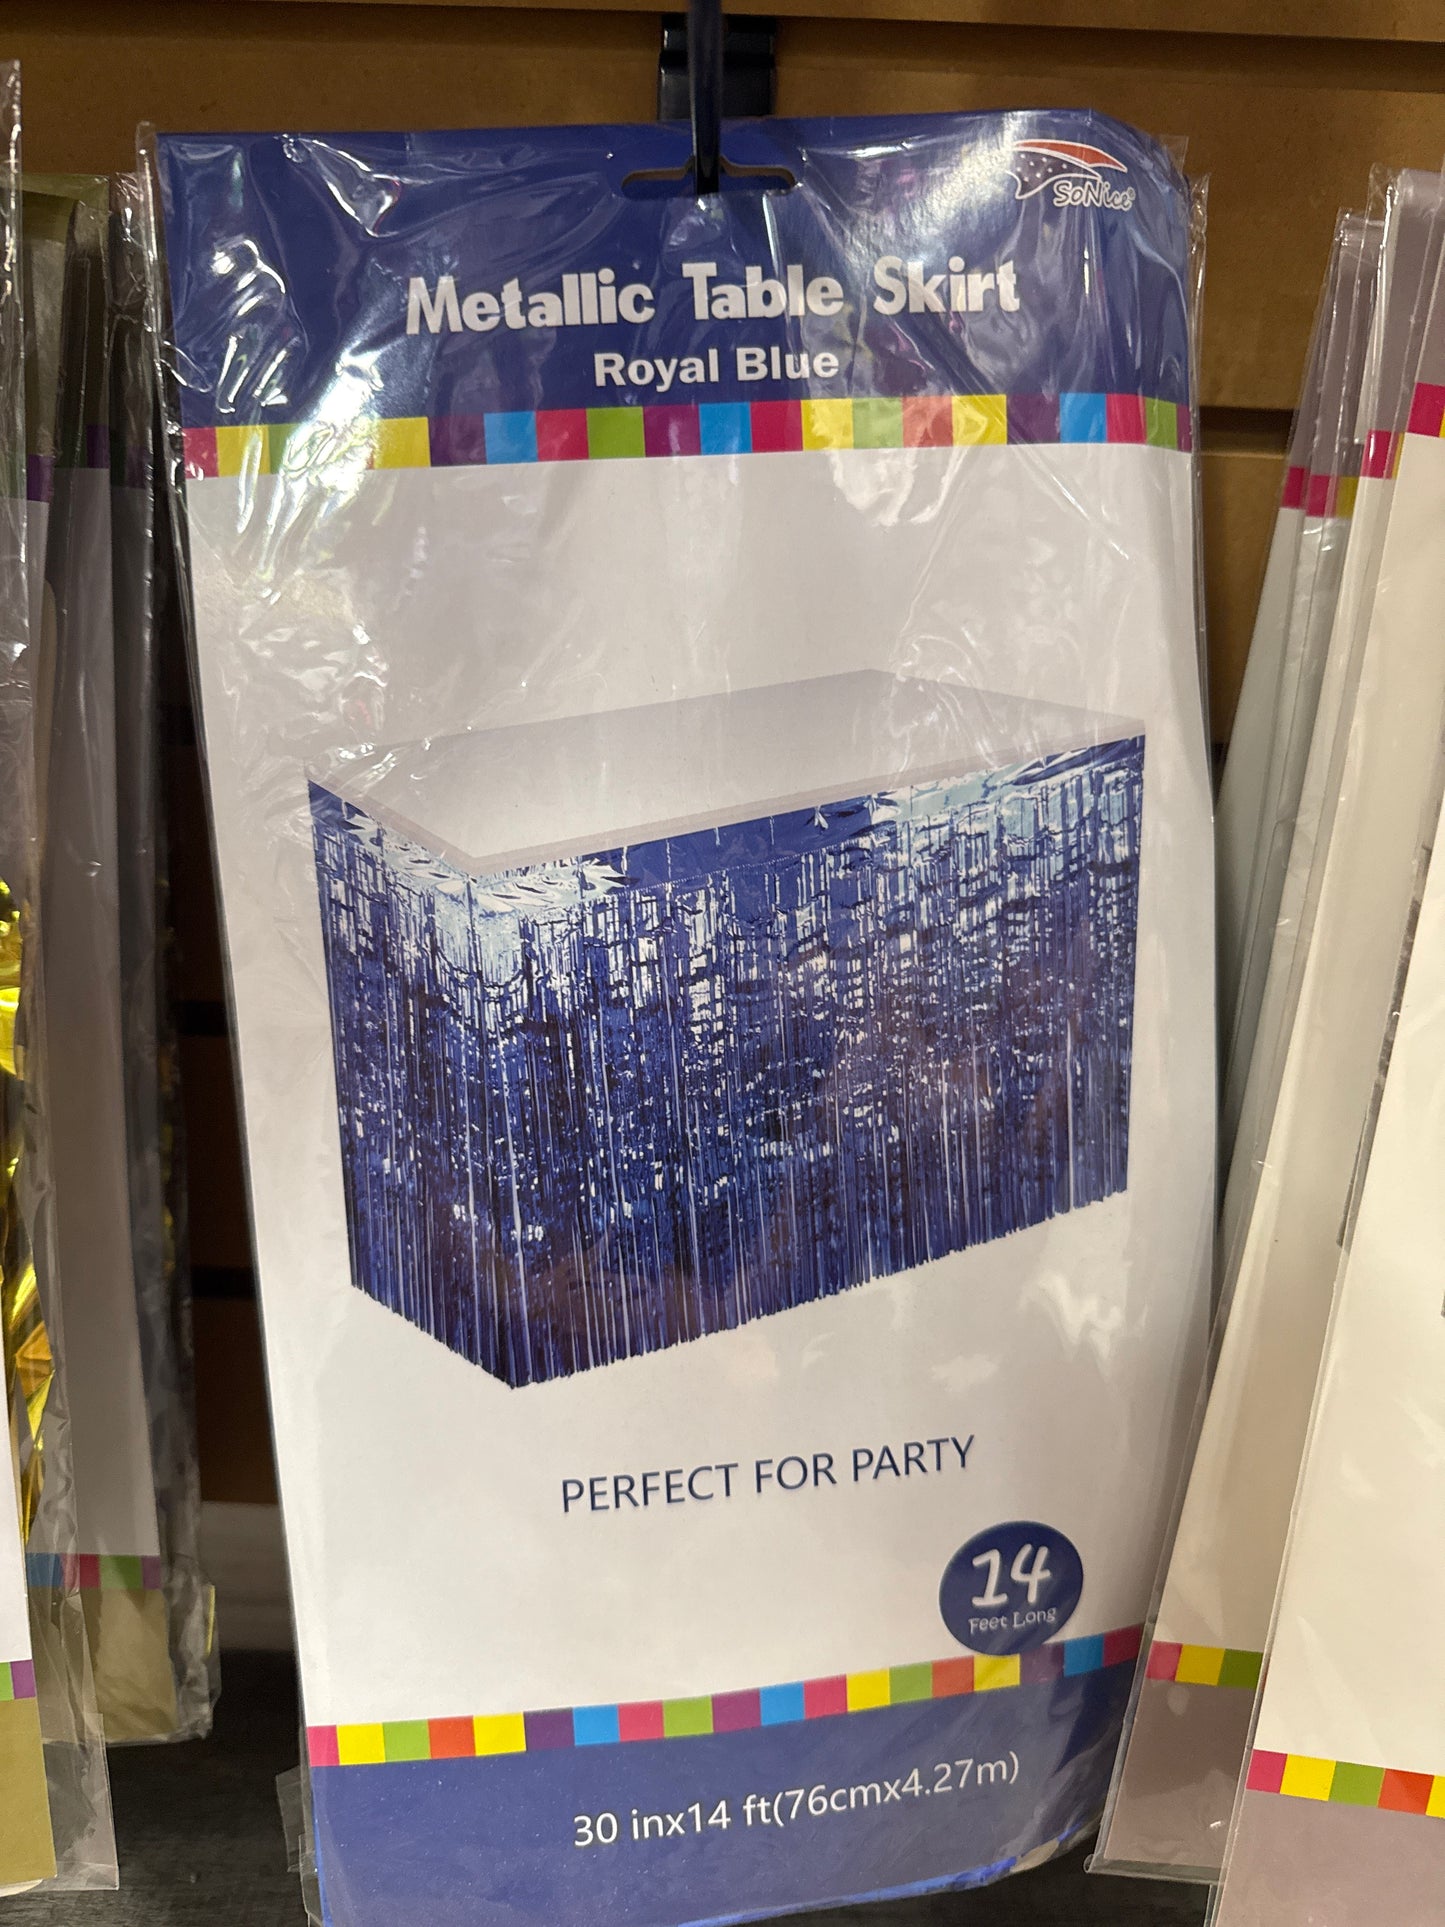 SoNice®
Metallic Table Skirt
Royal Blue
PERFECT FOR PARTY
14
Feet Long
30 inx14 ft(76cmx4.27m)